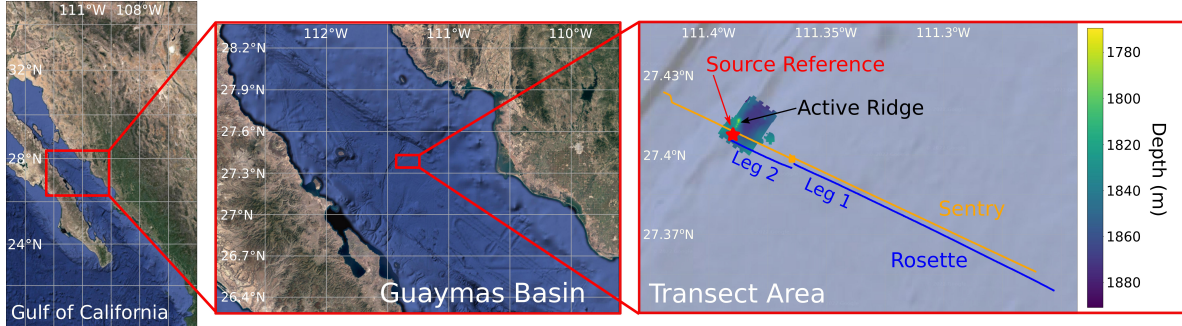 111°W 108°W
32°N
28°N
24°N
Gulf of California
112°W 111°W 110°W
28.2°N
27.9°N
27.6°N
27.3°N
27°N
26.7°N
26.4°N
Guaymas Basin
111.4°W 111.35°W 111.3°W
27.43°N
27.4°N
27.37°N
Source Reference
Active Ridge
Leg 2
Leg 1
Sentry
Rosette
Transect Area
1780
1800
1820
1840
1860
1880
Depth (m)